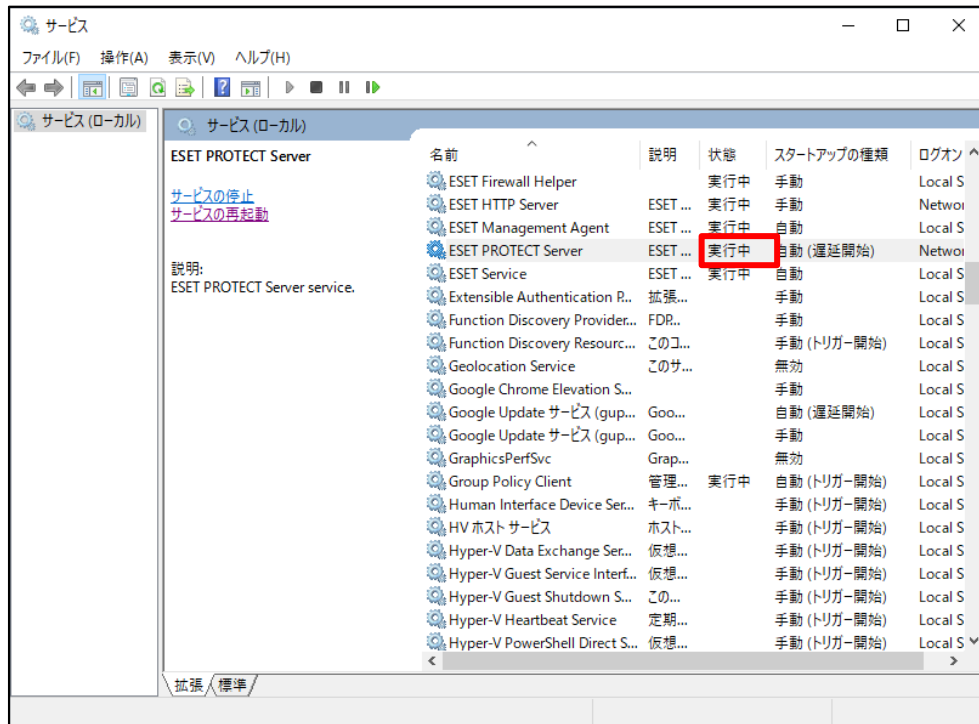 サービス
ファイル(F) 操作(A) 表示(V) ヘルプ(H)
サービス (ローカル)
サービス (ローカル)
ESET PROTECT Server
サービスの停止
サービスの再起動
説明:
ESET PROTECT Server service.
名前 説明 状態 スタートアップの種類 ログオン
ESET Firewall Helper 実行中 手動 Local S
ESET HTTP Server ESET ... 実行中 手動 Networ
ESET Management Agent ESET ... 実行中 自動 Local S
ESET PROTECT Server ESET ... 実行中 自動 (遅延開始) Networ
ESET Service ESET ... 実行中 自動 Local S
Extensible Authentication P... 拡張... 手動 Local S
Function Discovery Provider... FDP... 手動 Local S
Function Discovery Resourc... このコ... 手動 (トリガー開始) Local S
Geolocation Service このサ... 無効 Local S
Google Chrome Elevation S... 手動 Local S
Google Update サービス (gup... Goo... 自動 (遅延開始) Local S
Google Update サービス (gup... Goo... 手動 Local S
GraphicsPerfSvc Grap... 無効 Local S
Group Policy Client 管理... 実行中 自動 (トリガー開始) Local S
Human Interface Device Ser... キーボ... 手動 (トリガー開始) Local S
HV ホスト サービス ホスト... 手動 (トリガー開始) Local S
Hyper-V Data Exchange Ser... 仮想... 手動 (トリガー開始) Local S
Hyper-V Guest Service Interf... 仮想... 手動 (トリガー開始) Local S
Hyper-V Guest Shutdown S... この... 手動 (トリガー開始) Local S
Hyper-V Heartbeat Service 定期... 手動 (トリガー開始) Local S
Hyper-V PowerShell Direct S... 仮想... 手動 (トリガー開始) Local S
拡張 標準